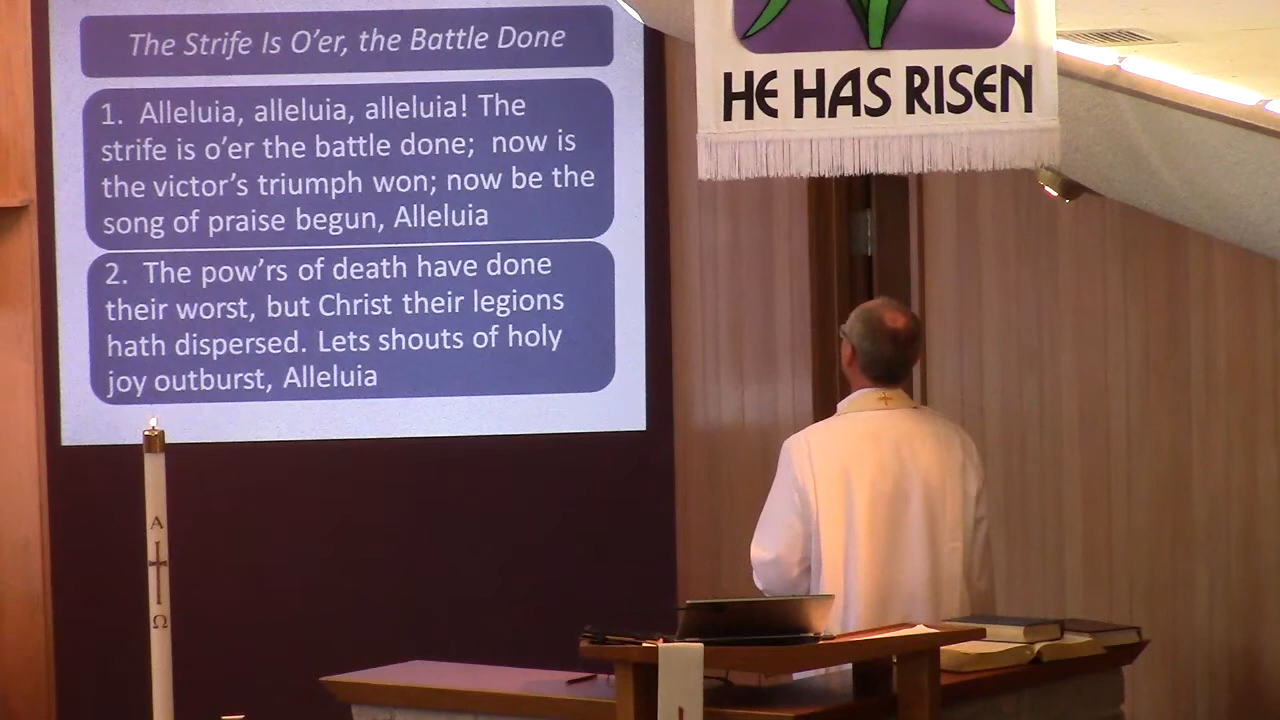 The Strife Is O’er, the Battle Done
1. Alleluia, alleluia, alleluia! The
strife is o’er the battle done; now is
the victor’s triumph won; now be the
song of praise begun, Alleluia
2. The pow’rs of death have done
their worst, but Christ their legions
hath dispersed. Lets shouts of holy
joy outburst, Alleluia
HE HAS RISEN
Α
Ω